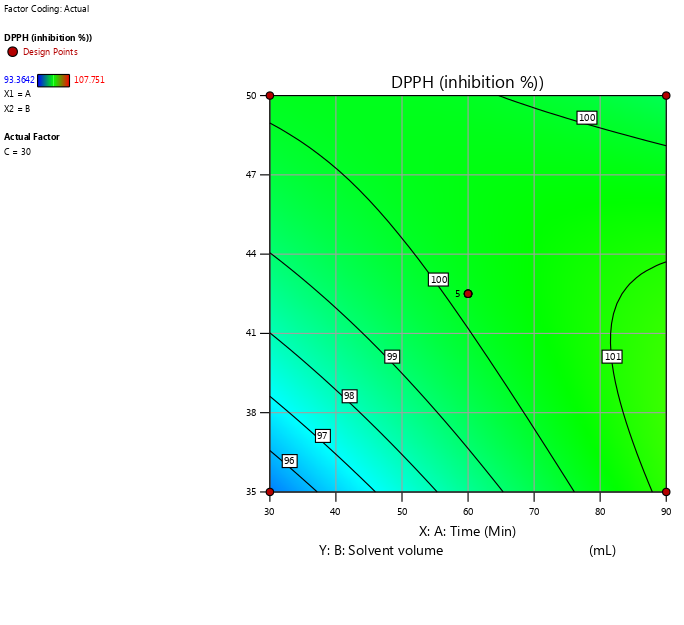 Factor Coding: Actual
DPPH (inhibition %))
Design Points
93.3642 107.751
X1 = A
X2 = B
Actual Factor
C = 30
DPPH (inhibition %))
50
47
44
41
38
35
100
100
5
101
99
98
97
96
30 40 50 60 70 80 90
X: A: Time (Min)
Y: B: Solvent volume (mL)